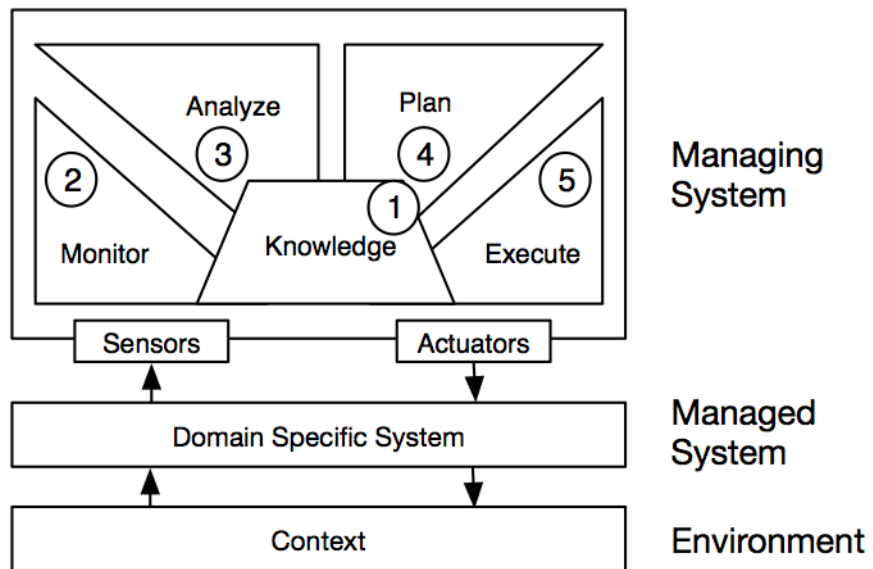 Analyze
Plan
3
4
2
5
1
Monitor
Knowledge
Execute
Managing
System
Sensors
Actuators
Domain Specific System
Managed
System
Context
Environment